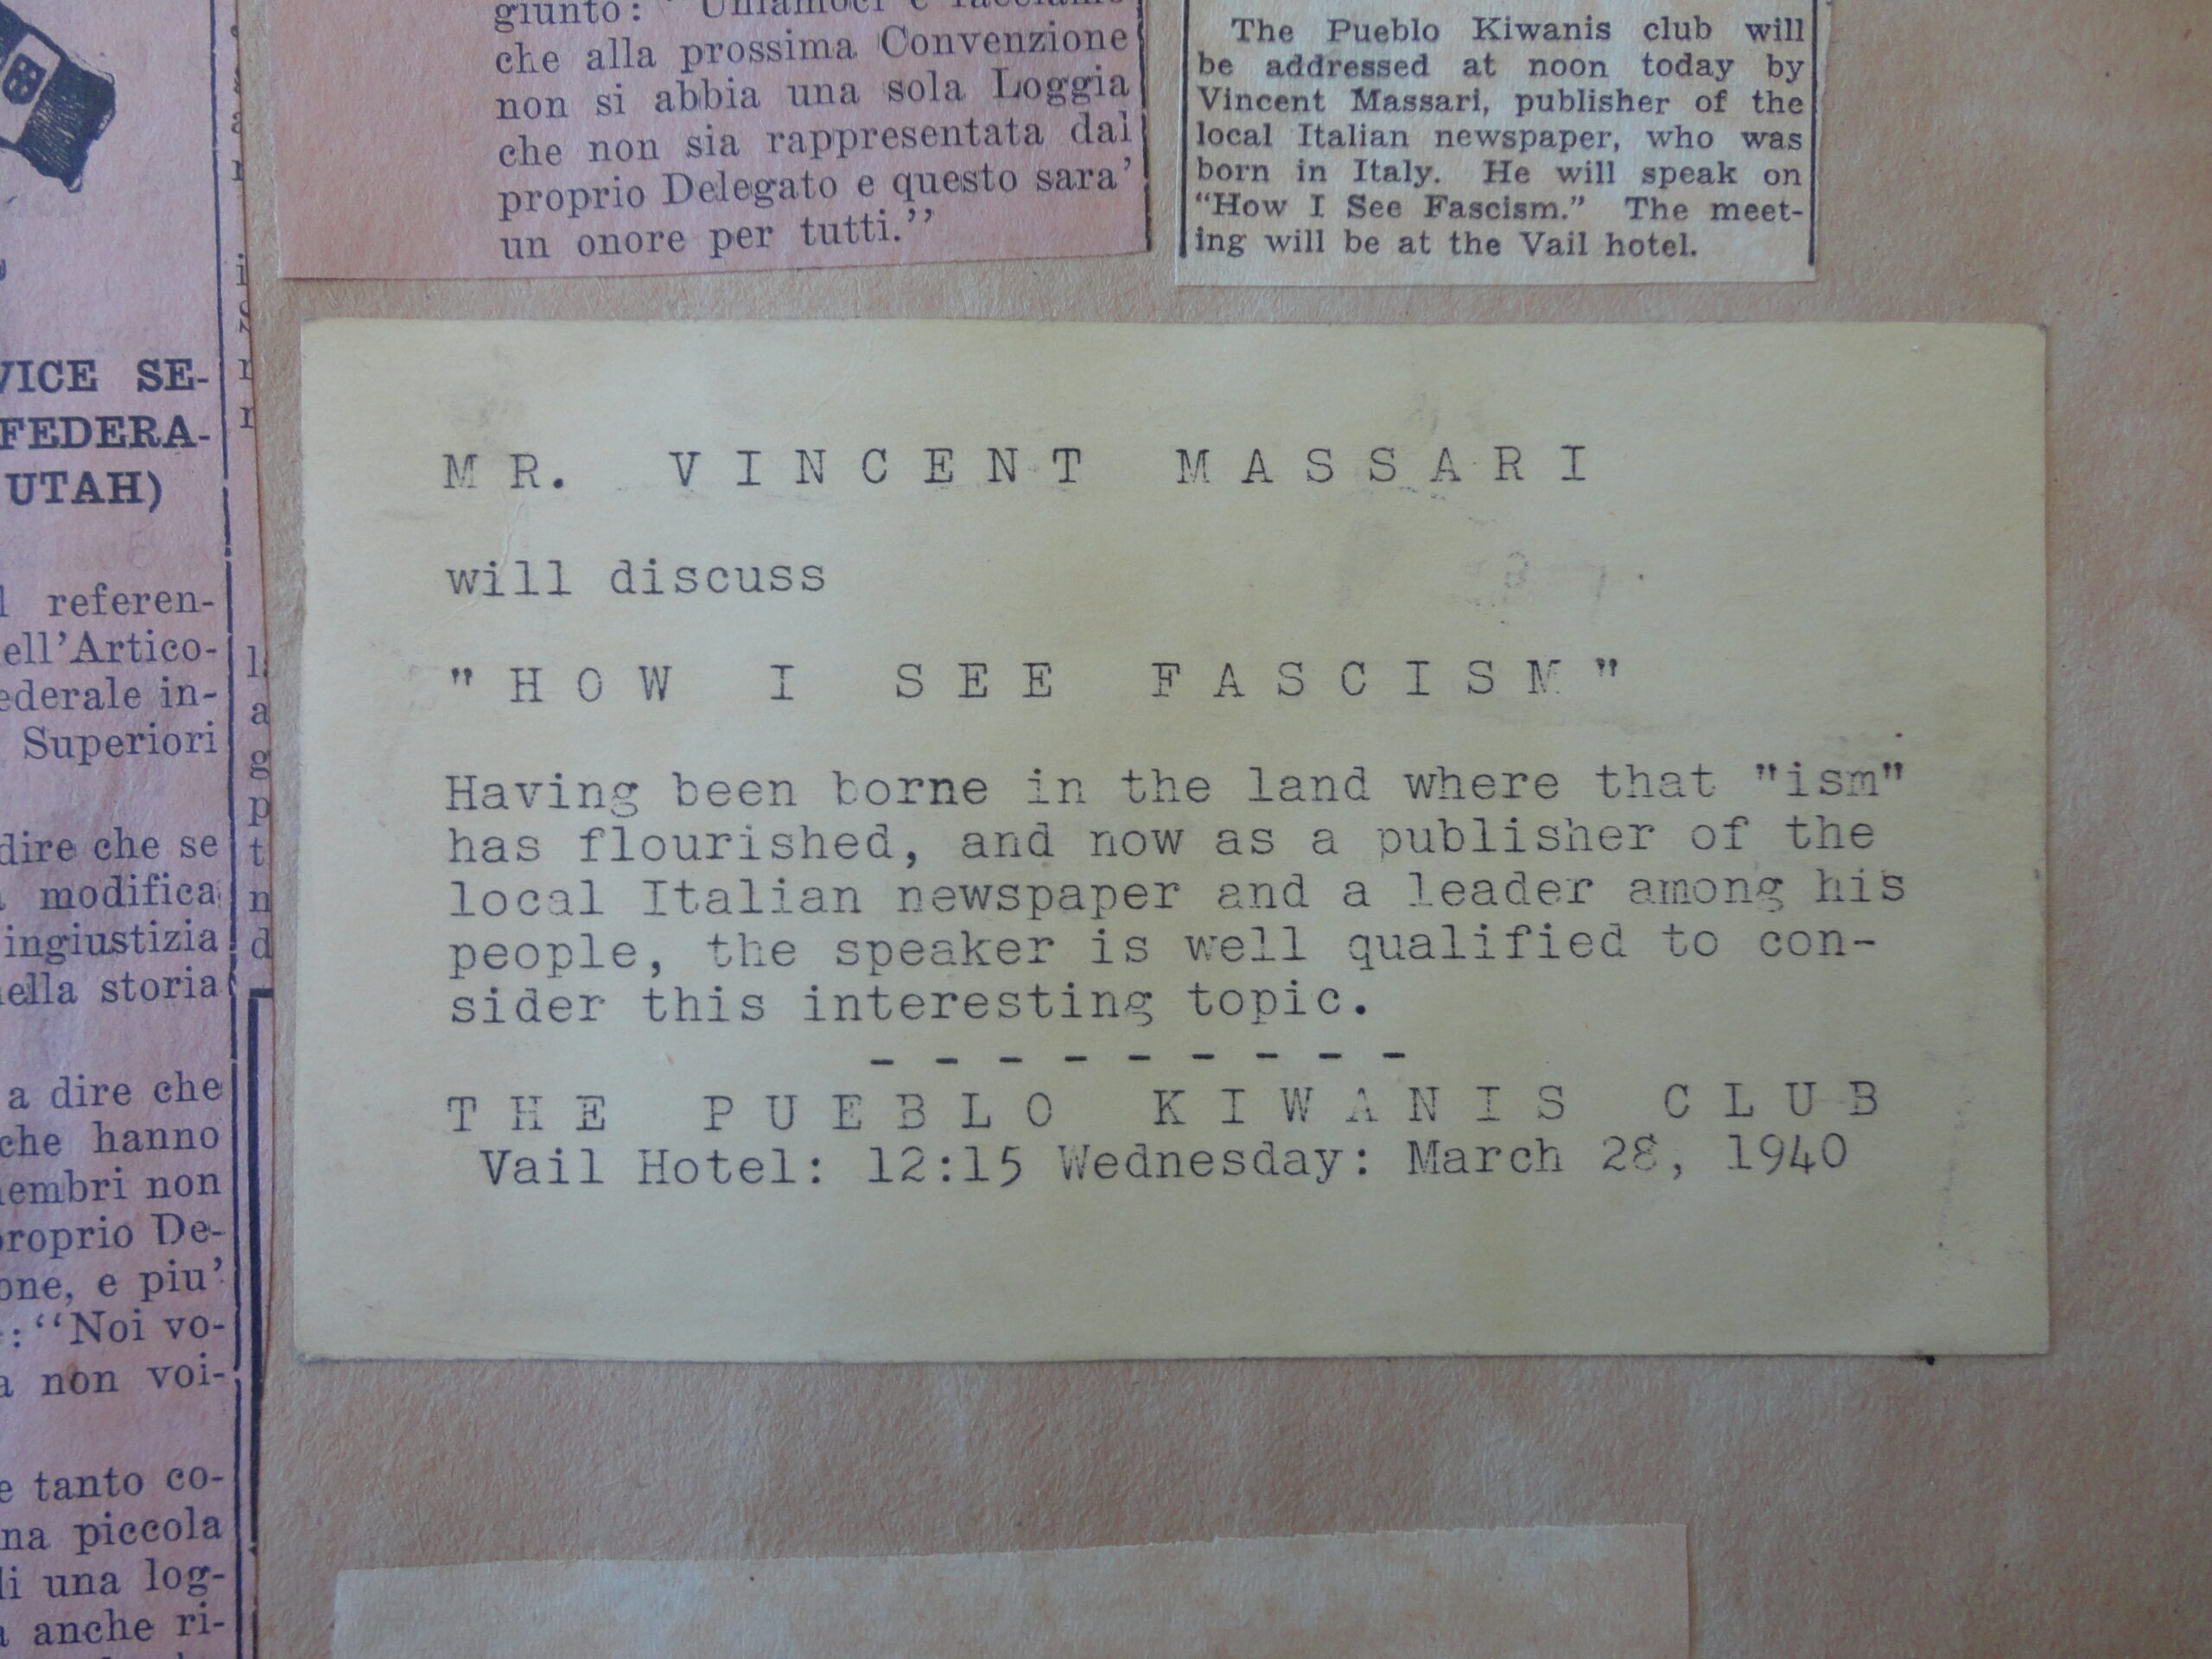 VICE SE-
FEDERA-
UTAH)
referen-
ell'Artico-
ederale in-
Superiori
dire che se
modifica
ingiustizia
ella storia
a dire che
che hanno
embri non
proprio De-
one, e piu'
: "Noi vo-
a non voi-
e tanto co-
na piccola
di una log-
a anche ri-
giunto: "Uniamoci e facciamo
che alla prossima Convenzione
non si abbia una sola Loggia
che non sia rappresentata dal
proprio Delegato e questo sara'
un onore per tutti."
The Pueblo Kiwanis club will
be addressed at noon today by
Vincent Massari, publisher of the
local Italian newspaper, who was
born in Italy. He will speak on
"How I See Fascism." The meet-
ing will be at the Vail hotel.
MR. VINCENT MASSARI
will discuss
"HOW I SEE FASCISM"
Having been borne in the land where that "ism"
has flourished, and now as a publisher of the
local Italian newspaper and a leader among his
people, the speaker is well qualified to con-
sider this interesting topic.
- - - - - - - - -
THE PUEBLO KIWANIS CLUB
Vail Hotel: 12:15 Wednesday: March 28, 1940